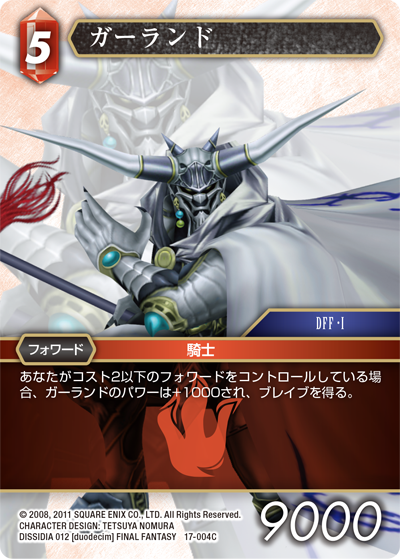 5
ガーランド
DFF・I
フォワード
騎士
あなたがコスト2以下のフォワードをコントロールしている場
合、ガーランドのパワーは+1000され、ブレイブを得る。
© 2008, 2011 SQUARE ENIX CO., LTD. All Rights Reserved.
CHARACTER DESIGN: TETSUYA NOMURA
DISSIDIA 012 [duodecim] FINAL FANTASY 17-004C
9000